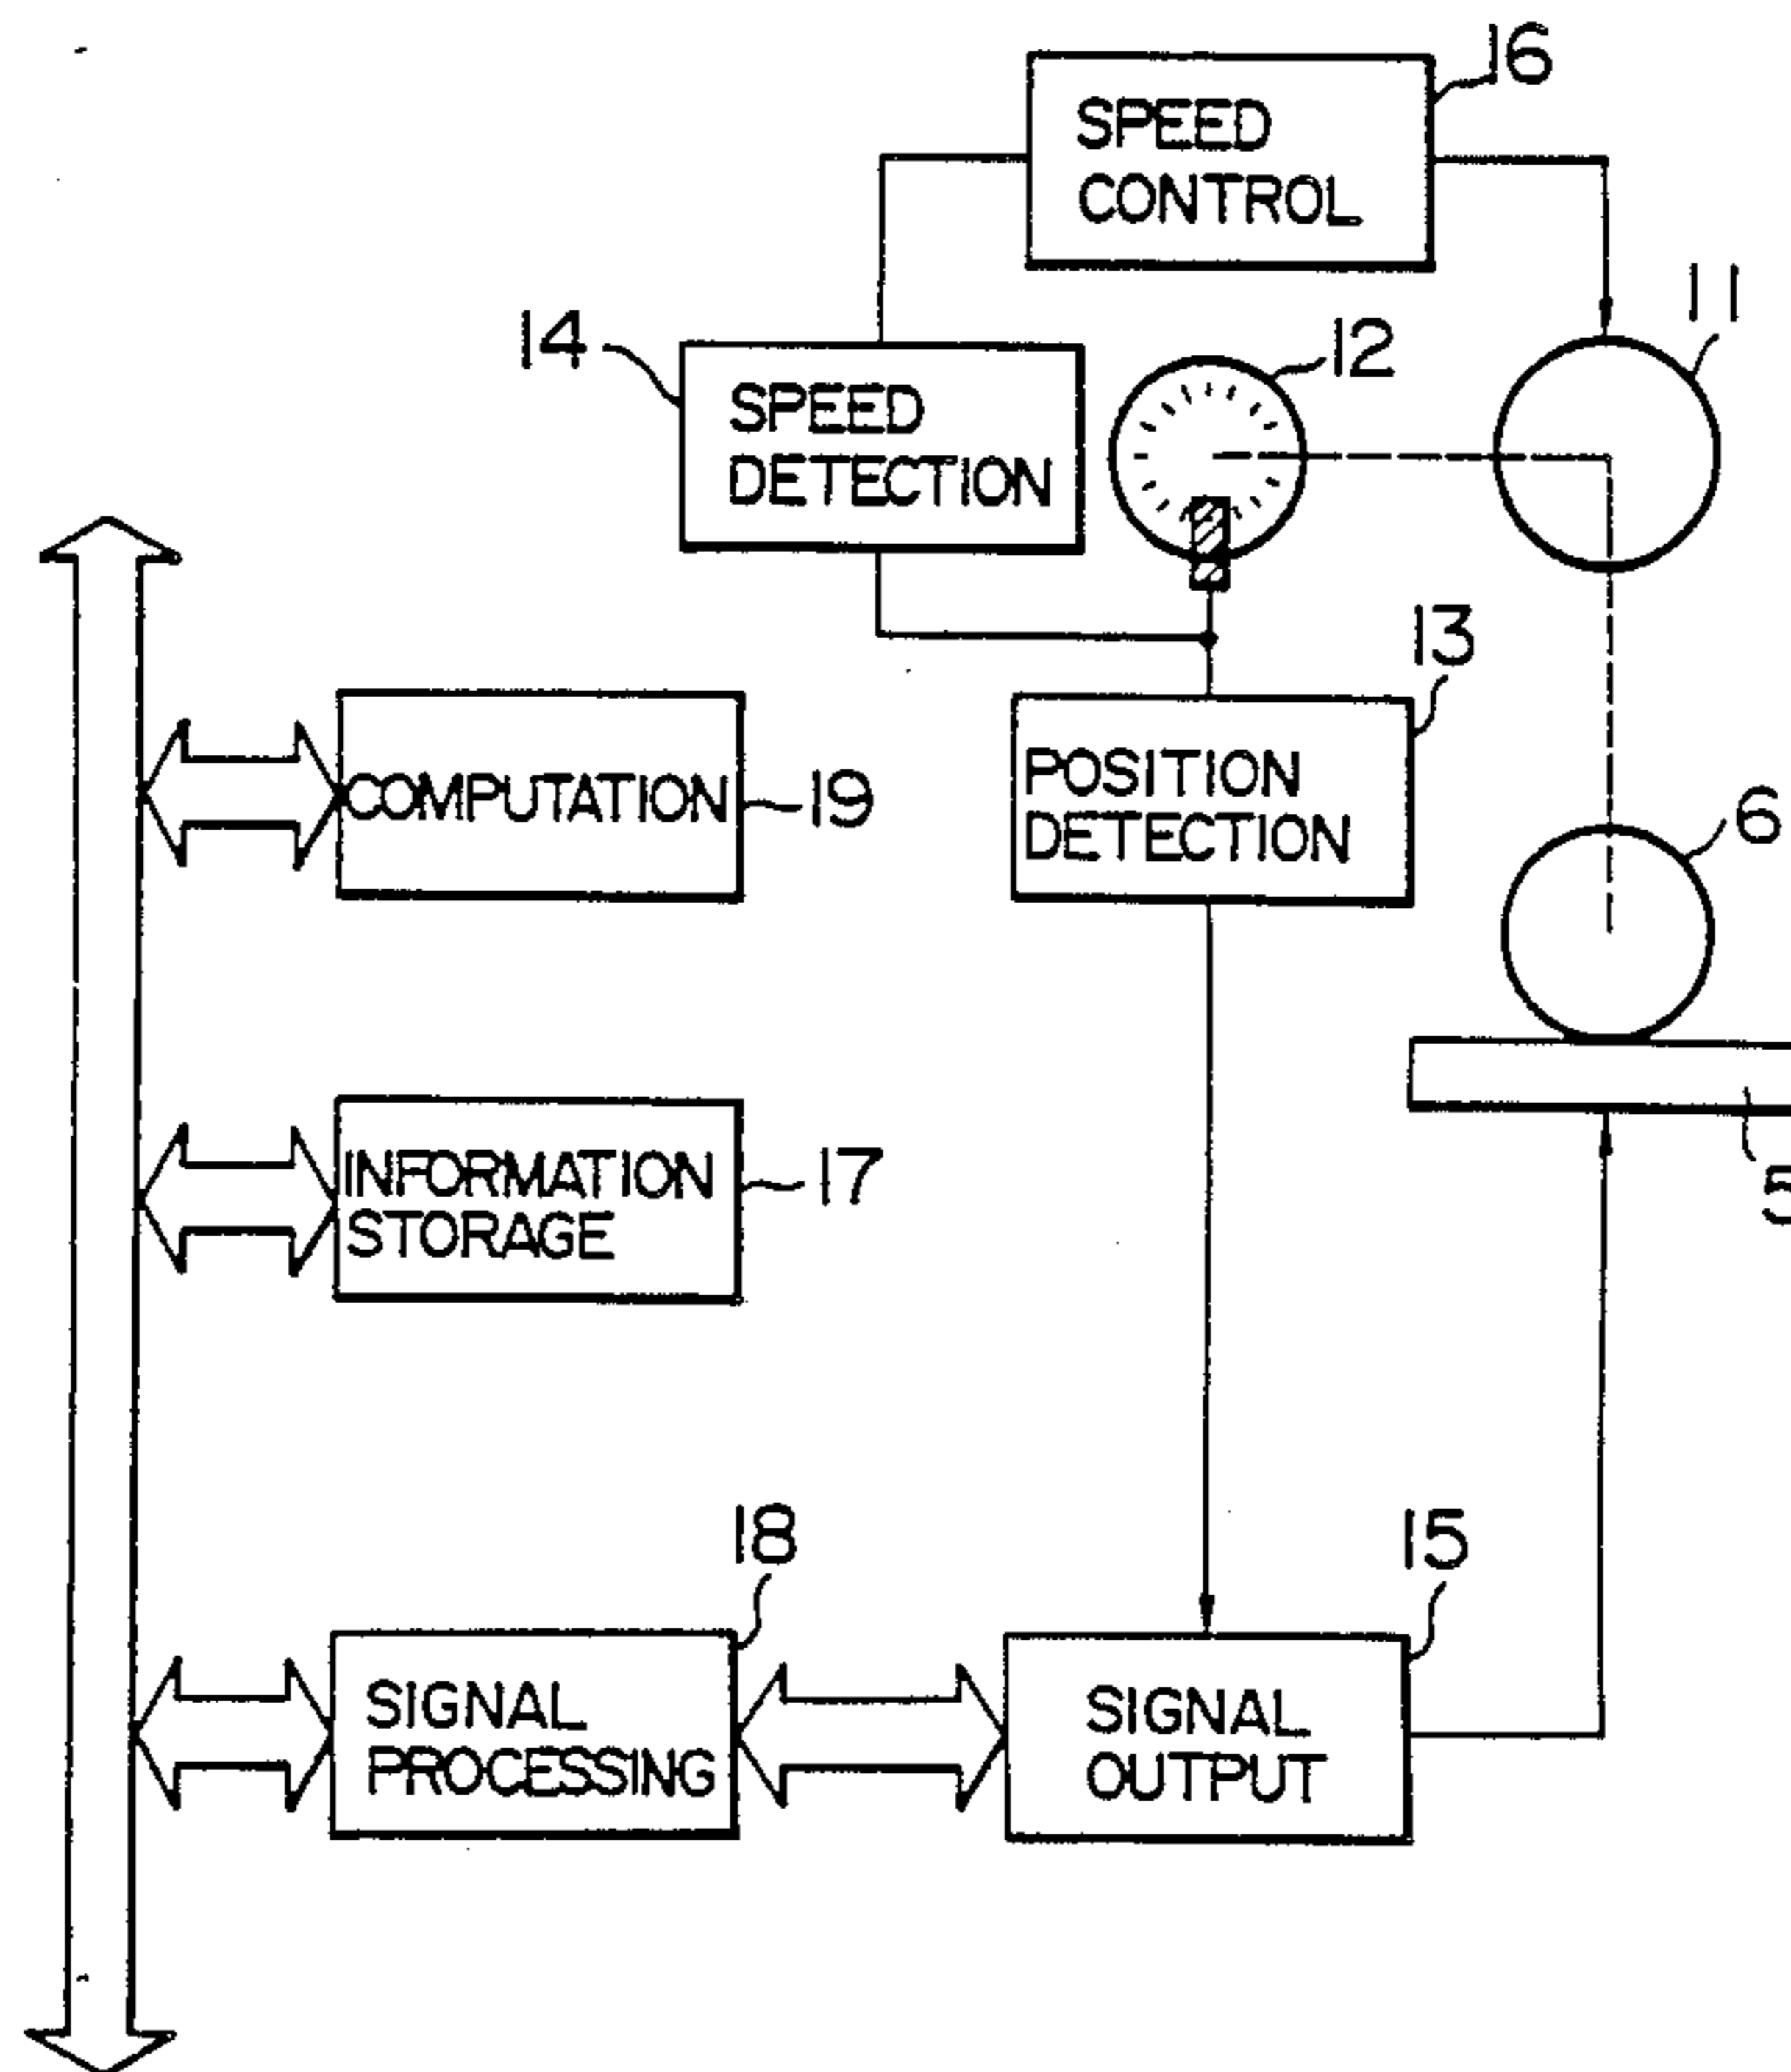 16
SPEED
CONTROL
11
14
12
SPEED
DETECTION
13
POSITION
DETECTION
COMPUTATION
19
6
INFORMATION
STORAGE
17
5
18
15
SIGNAL
PROCESSING
SIGNAL
OUTPUT